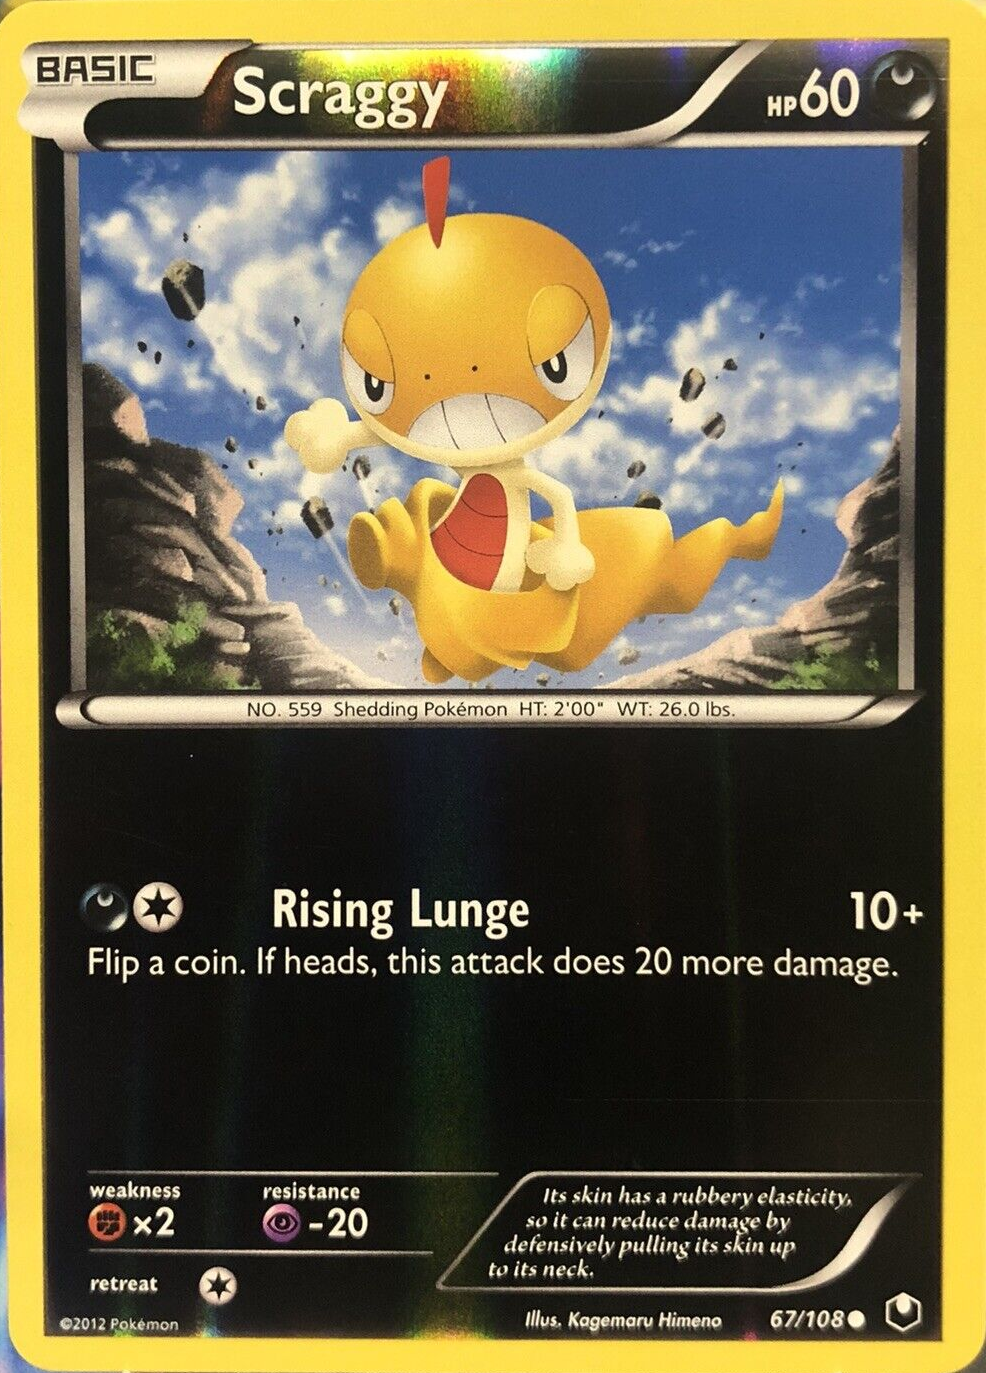 BASIC
Scraggy
HP60
NO. 559 Shedding Pokémon HT: 2'00" WT: 26.0 lbs.
Rising Lunge 10+
Flip a coin. If heads, this attack does 20 more damage.
weakness resistance
×2 -20
retreat
Its skin has a rubbery elasticity,
so it can reduce damage by
defensively pulling its skin up
to its neck.
©2012 Pokémon Illus. Kagemaru Himeno 67/108